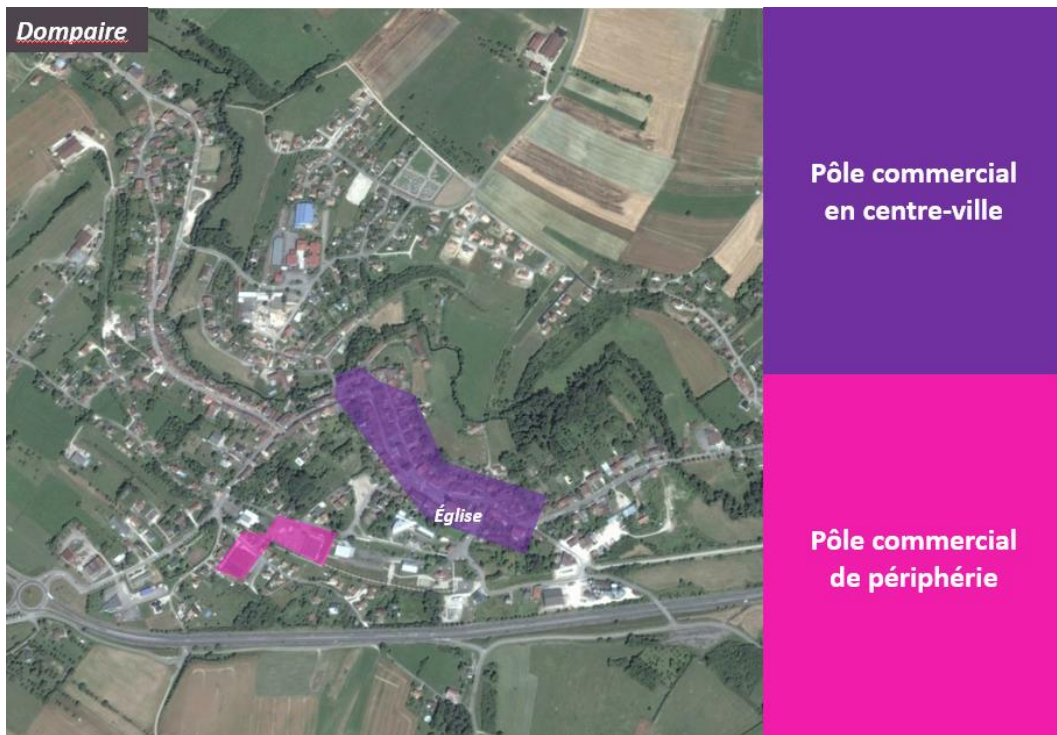 Dompaire
Pôle commercial
en centre-ville
Église
Pôle commercial
de périphérie